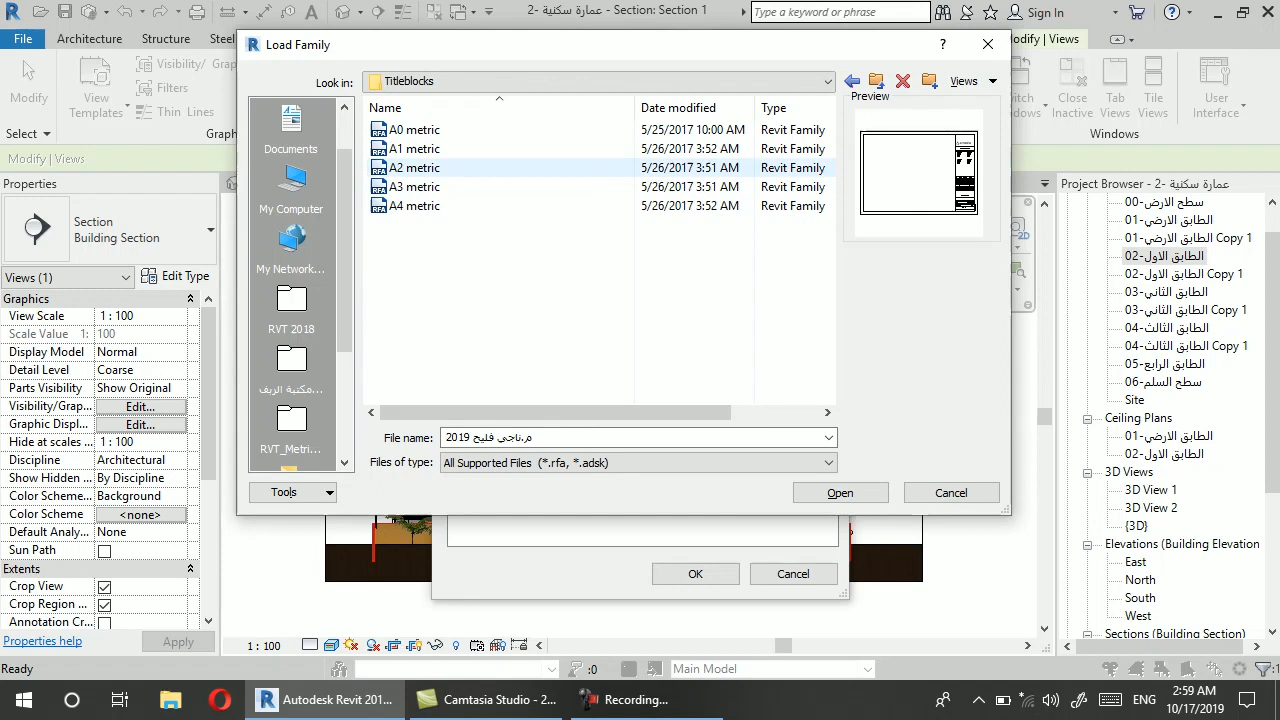 عمارة سكنية -2 - Section: Section 1
Type a keyword or phrase
Sign In
File
Architecture
Structure
Steel
Modify | Views
Modify
View
Templates
Visibility/ Grap
Filters
Thin Lines
Switch
Windows
Close
Inactive
Tab
Views
Tile
Views
User
Interface
Select
Graph
Windows
Modify | Views
Load Family
Look in:
Titleblocks
Views
Name
Date modified
Type
Preview
A0 metric 5/25/2017 10:00 AM Revit Family
A1 metric 5/26/2017 3:52 AM Revit Family
A2 metric 5/26/2017 3:51 AM Revit Family
A3 metric 5/26/2017 3:51 AM Revit Family
A4 metric 5/26/2017 3:52 AM Revit Family
Documents
My Computer
My Network...
RVT 2018
مكتبة الريف...
RVT_Metri...
File name: م.ناجي فليح 2019
Files of type: All Supported Files (*.rfa, *.adsk)
Tools
Open
Cancel
OK
Cancel
Properties
Section
Building Section
Views (1)
Edit Type
Graphics
View Scale 1 : 100
Scale Value 1: 100
Display Model Normal
Detail Level Coarse
Parts Visibility Show Original
Visibility/Grap... Edit...
Graphic Displ... Edit...
Hide at scales ... 1 : 100
Discipline Architectural
Show Hidden ... By Discipline
Color Scheme... Background
Color Scheme <none>
Default Analy... None
Sun Path
Extents
Crop View
Crop Region ...
Annotation Cr...
Properties help
Apply
Project Browser - عمارة سكنية -2
00-سطح الارض
01-الطابق الارضي
01-الطابق الارضي Copy 1
02-الطابق الاول
02-الطابق الاول Copy 1
03-الطابق الثاني
03-الطابق الثاني Copy 1
04-الطابق الثالث
04-الطابق الثالث Copy 1
05-الطابق الرابع
06-سطح السلم
Site
Ceiling Plans
01-الطابق الارضي
02-الطابق الاول
3D Views
3D View 1
3D View 2
{3D}
Elevations (Building Elevation
East
North
South
West
Sections (Building Section)
1 : 100
Ready
:0
Main Model
:1
Autodesk Revit 201...
Camtasia Studio - 2...
Recording...
ENG
2:59 AM
10/17/2019